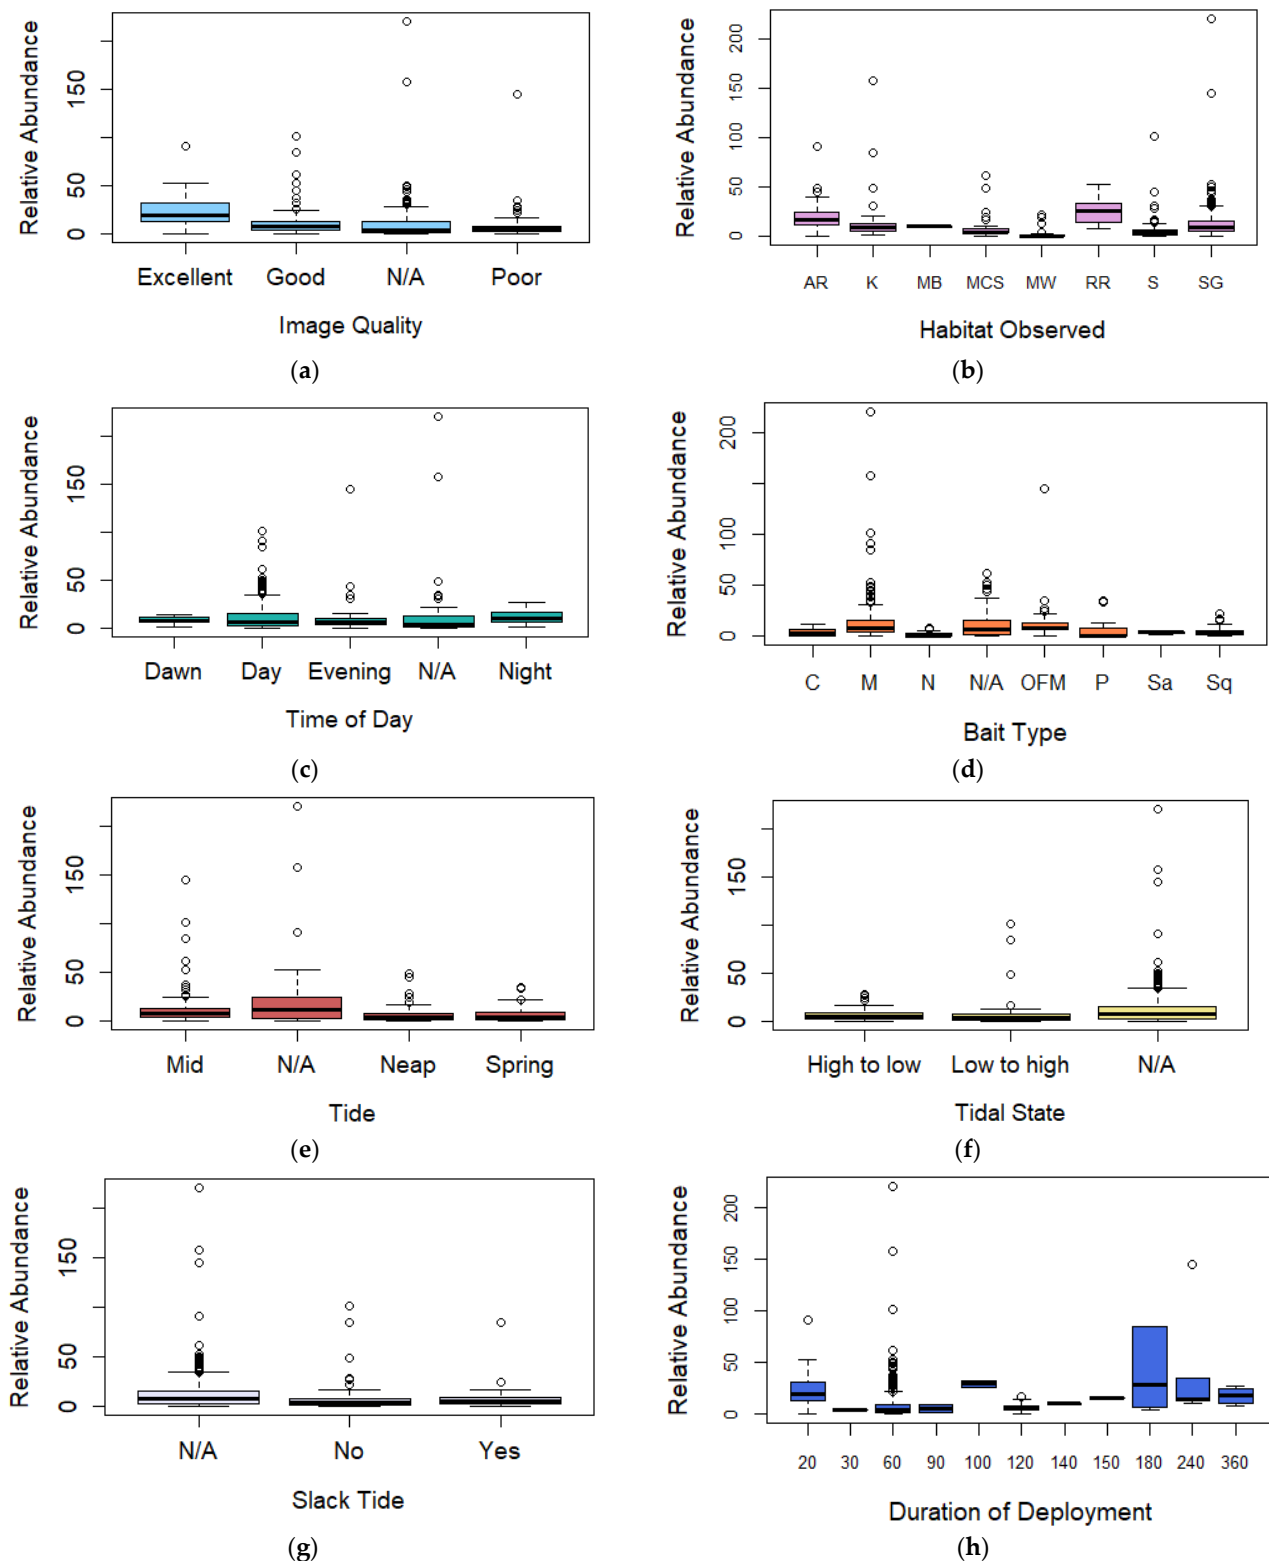 Relative Abundance
150
50
0
Excellent Good N/A Poor
Image Quality
(a)
Relative Abundance
200
150
100
50
0
AR K MB MCS MW RR S SG
Habitat Observed
(b)
Relative Abundance
150
50
0
Dawn Day Evening N/A Night
Time of Day
(c)
Relative Abundance
200
100
50
0
C M N N/A OFM P Sa Sq
Bait Type
(d)
Relative Abundance
150
50
0
Mid N/A Neap Spring
Tide
(e)
Relative Abundance
150
50
0
High to low Low to high N/A
Tidal State
(f)
Relative Abundance
150
50
0
N/A No Yes
Slack Tide
(g)
Relative Abundance
200
150
100
50
0
20 30 60 90 100 120 140 150 180 240 360
Duration of Deployment
(h)